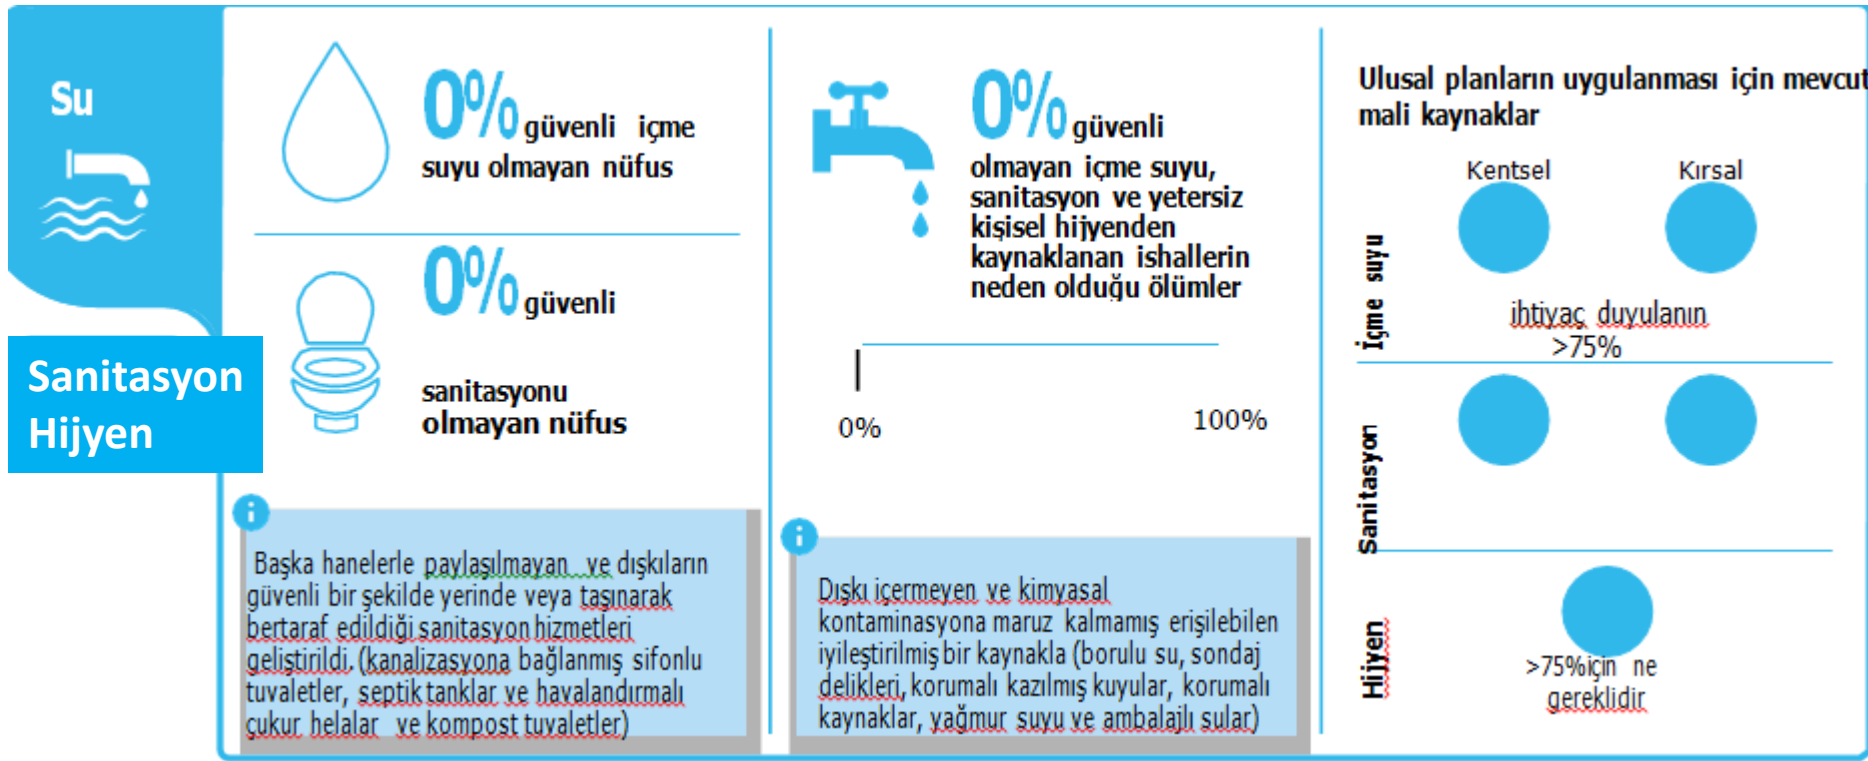 Su
Sanitasyon
Hijyen
0% güvenli içme
suyu olmayan nüfus
0% güvenli
sanitasyonu
olmayan nüfus
i
Başka hanelerle paylaşılmayan ve dışkıların
güvenli bir şekilde yerinde veya taşınarak
bertaraf edildiği sanitasyon hizmetleri
geliştirildi. (kanalizasyona bağlanmış sifonlu
tuvaletler, septik tanklar ve havalandırmalı
çukur helalar ve kompost tuvaletler)
0% güvenli
olmayan içme suyu,
sanitasyon ve yetersiz
kişisel hijyenden
kaynaklanan ishallerin
neden olduğu ölümler
0%
100%
i
Dışkı içermeyen ve kimyasal
kontaminasyona maruz kalmamış erişilebilen
iyileştirilmiş bir kaynakla (borulu su, sondaj
delikleri, korumalı kazılmış kuyular, korumalı
kaynaklar, yağmur suyu ve ambalajlı sular)
Ulusal planların uygulanması için mevcut
mali kaynaklar
Kentsel
Kırsal
İçme suyu
ihtiyaç duyulanın
>75%
Sanitasyon
Hijyen
>75%için ne
gereklidir